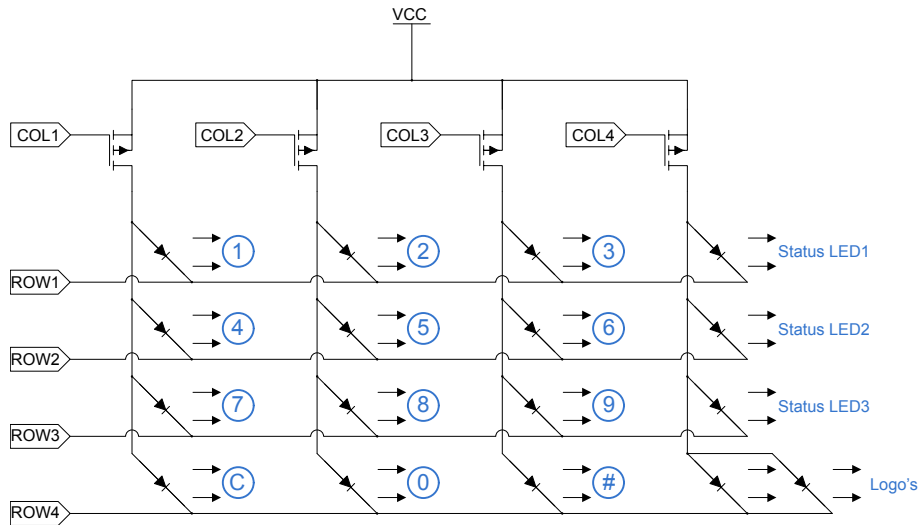 VCC
COL1 COL2 COL3 COL4
1 2 3 Status LED1
ROW1
4 5 6 Status LED2
ROW2
7 8 9 Status LED3
ROW3
C 0 # Logo's
ROW4